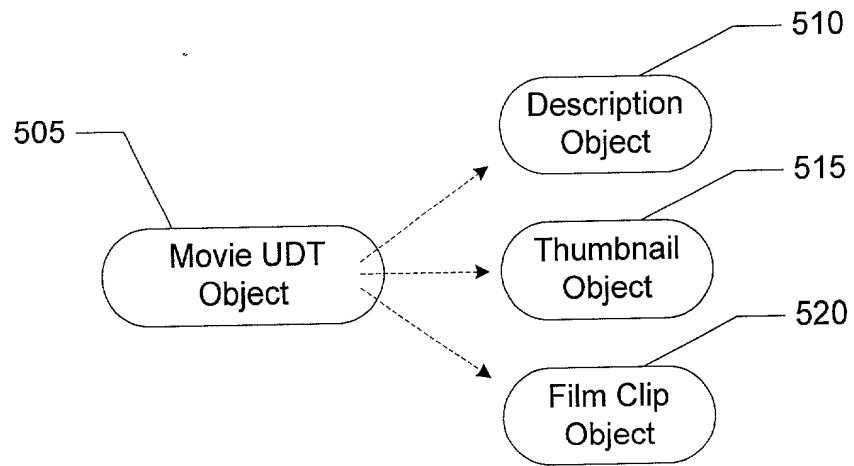 510
Description
Object
505
515
Movie UDT
Object
Thumbnail
Object
520
Film Clip
Object